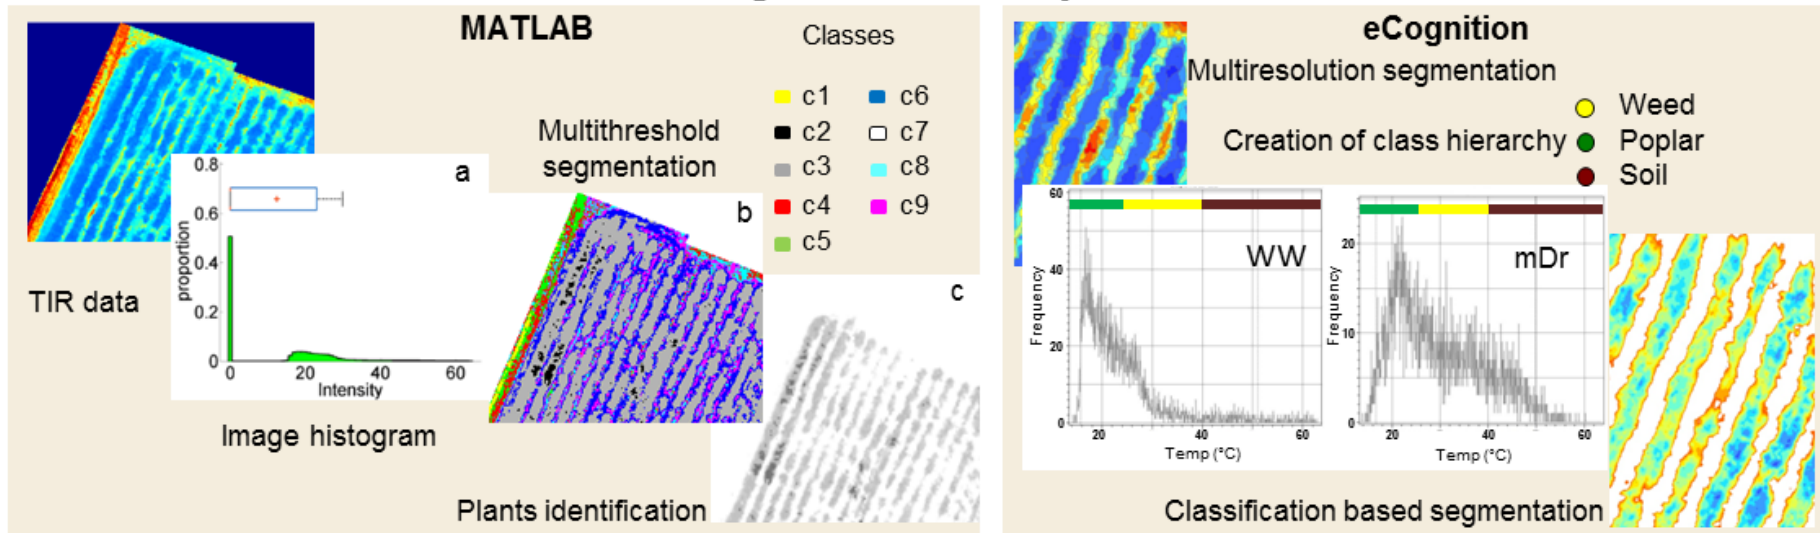 MATLAB
Classes
c1
c6
c2
c7
c3
c8
c4
c9
c5
Multithreshold
segmentation
TIR data
a
0.8
0.6
0.4
0.2
0
proportion
0
20
40
60
Intensity
Image histogram
b
c
Plants identification
eCognition
Multiresolution segmentation
Creation of class hierarchy
Weed
Poplar
Soil
60
40
20
0
Frequency
WW
20
40
60
Temp (°C)
20
10
0
Frequency
mDr
20
40
60
Temp (°C)
Classification based segmentation